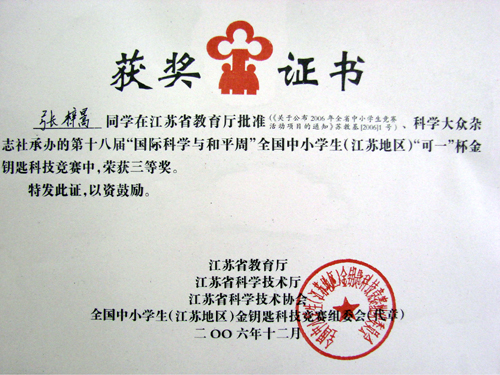 获奖证书
张梓嵩 同学在江苏省教育厅批准(《关于公布2006年全省中小学生竞赛活动项目的通知》苏教基[2006]1号)、科学大众杂
志社承办的第十八届“国际科学与和平周”全国中小学生(江苏地区)“可一”杯金
钥匙科技竞赛中,荣获三等奖。
特发此证,以资鼓励。
江苏省教育厅
江苏省科学技术厅
江苏省科学技术协会
全国中小学生(江苏地区)金钥匙科技竞赛组委会(代章)
二〇〇六年十二月